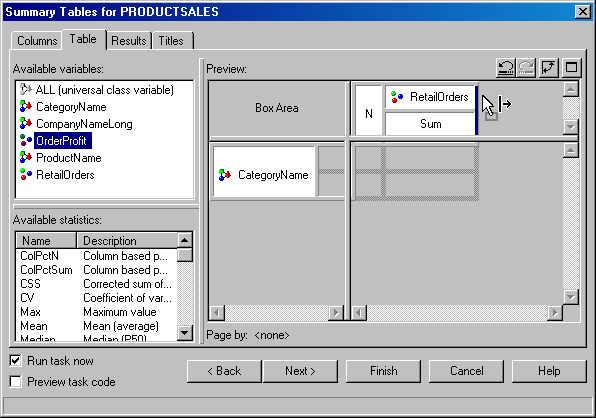 Summary Tables for PRODUCTSALES
Columns Table Results Titles
Available variables:
ALL (universal class variable)
CategoryName
CompanyNameLong
OrderProfit
ProductName
RetailOrders
Available statistics:
Name Description
ColPctN Column based p...
ColPctSum Column based p...
CSS Corrected sum of...
CV Coefficient of var...
Max Maximum value
Mean Mean (average)
Median Median (P50)
Preview:
Box Area
N
RetailOrders
Sum
CategoryName
Page by: <none>
Run task now
Preview task code
< Back Next > Finish Cancel Help